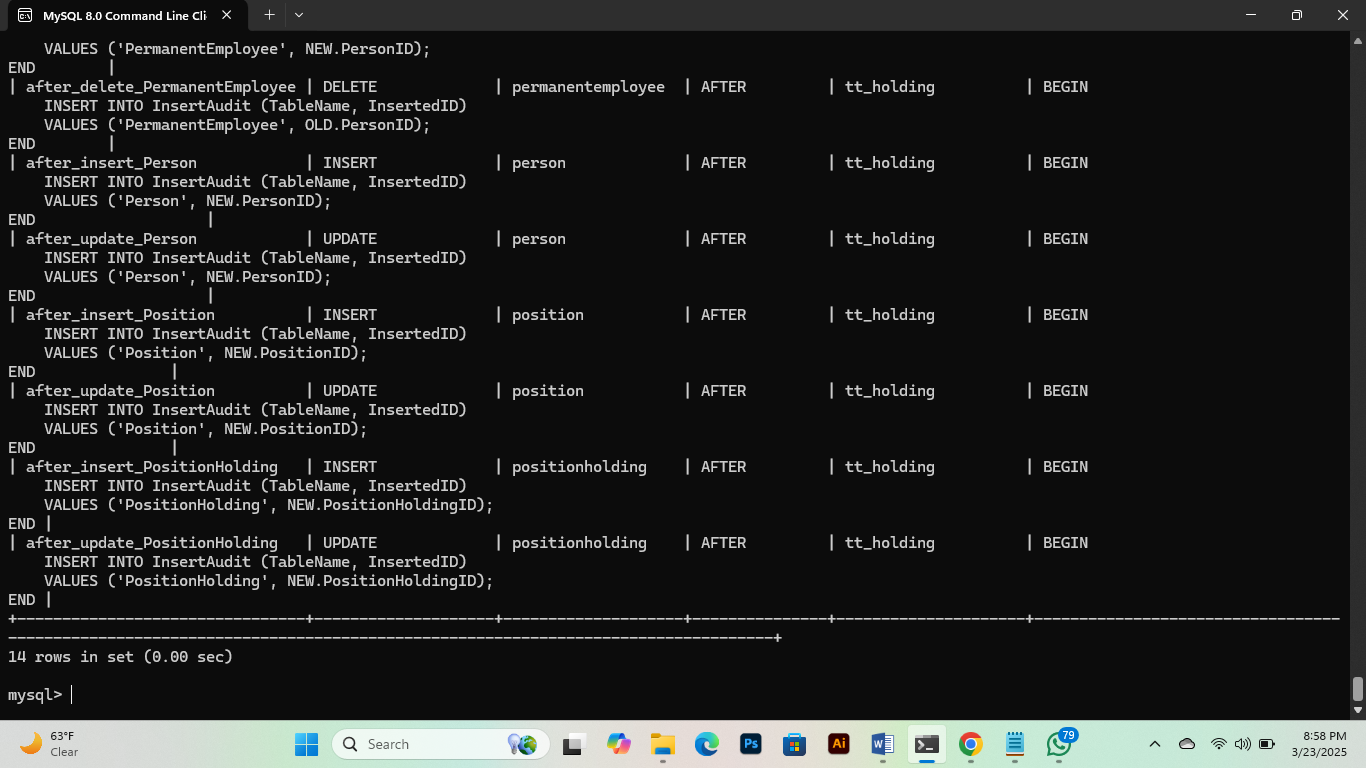 MySQL 8.0 Command Line Cli
    VALUES ('PermanentEmployee', NEW.PersonID);
END        |
| after_delete_PermanentEmployee | DELETE             | permanentemployee  | AFTER         | tt_holding          | BEGIN
    INSERT INTO InsertAudit (TableName, InsertedID)
    VALUES ('PermanentEmployee', OLD.PersonID);
END        |
| after_insert_Person            | INSERT             | person             | AFTER         | tt_holding          | BEGIN
    INSERT INTO InsertAudit (TableName, InsertedID)
    VALUES ('Person', NEW.PersonID);
END                   |
| after_update_Person            | UPDATE             | person             | AFTER         | tt_holding          | BEGIN
    INSERT INTO InsertAudit (TableName, InsertedID)
    VALUES ('Person', NEW.PersonID);
END                   |
| after_insert_Position          | INSERT             | position           | AFTER         | tt_holding          | BEGIN
    INSERT INTO InsertAudit (TableName, InsertedID)
    VALUES ('Position', NEW.PositionID);
END               |
| after_update_Position          | UPDATE             | position           | AFTER         | tt_holding          | BEGIN
    INSERT INTO InsertAudit (TableName, InsertedID)
    VALUES ('Position', NEW.PositionID);
END               |
| after_insert_PositionHolding   | INSERT             | positionholding    | AFTER         | tt_holding          | BEGIN
    INSERT INTO InsertAudit (TableName, InsertedID)
    VALUES ('PositionHolding', NEW.PositionHoldingID);
END |
| after_update_PositionHolding   | UPDATE             | positionholding    | AFTER         | tt_holding          | BEGIN
    INSERT INTO InsertAudit (TableName, InsertedID)
    VALUES ('PositionHolding', NEW.PositionHoldingID);
END |
+--------------------------------+--------------------+--------------------+---------------+---------------------+----------------------------------
-------------------------------------------------------------------------------------+
14 rows in set (0.00 sec)
mysql>
63°F
Clear
Search
Ps
Ai
W
79
8:58 PM
3/23/2025